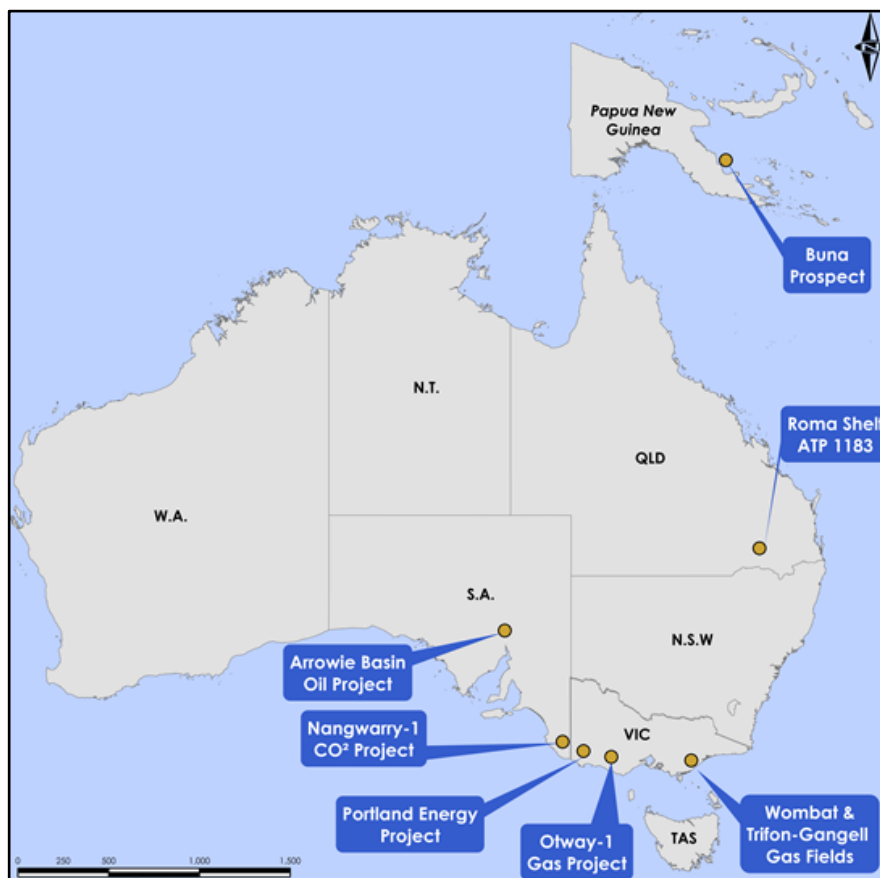 N
Papua New
Guinea
Buna
Prospect
N.T.
Roma Shelf
ATP 1183
QLD
W.A.
S.A.
N.S.W
Arrowie Basin
Oil Project
Nangwarry-1
CO² Project
VIC
Portland Energy
Project
Otway-1
Gas Project
Wombat &
Trifon-Gangell
Gas Fields
TAS
0 250 500 1,000 1,500